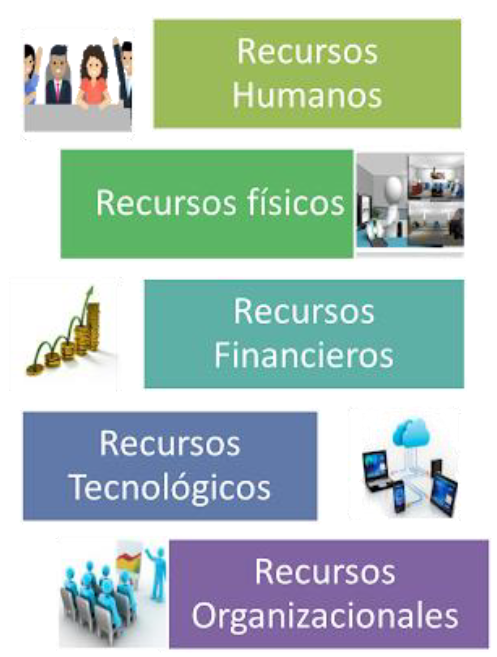 Recursos
Humanos
Recursos físicos
Recursos
Financieros
Recursos
Tecnológicos
Recursos
Organizacionales